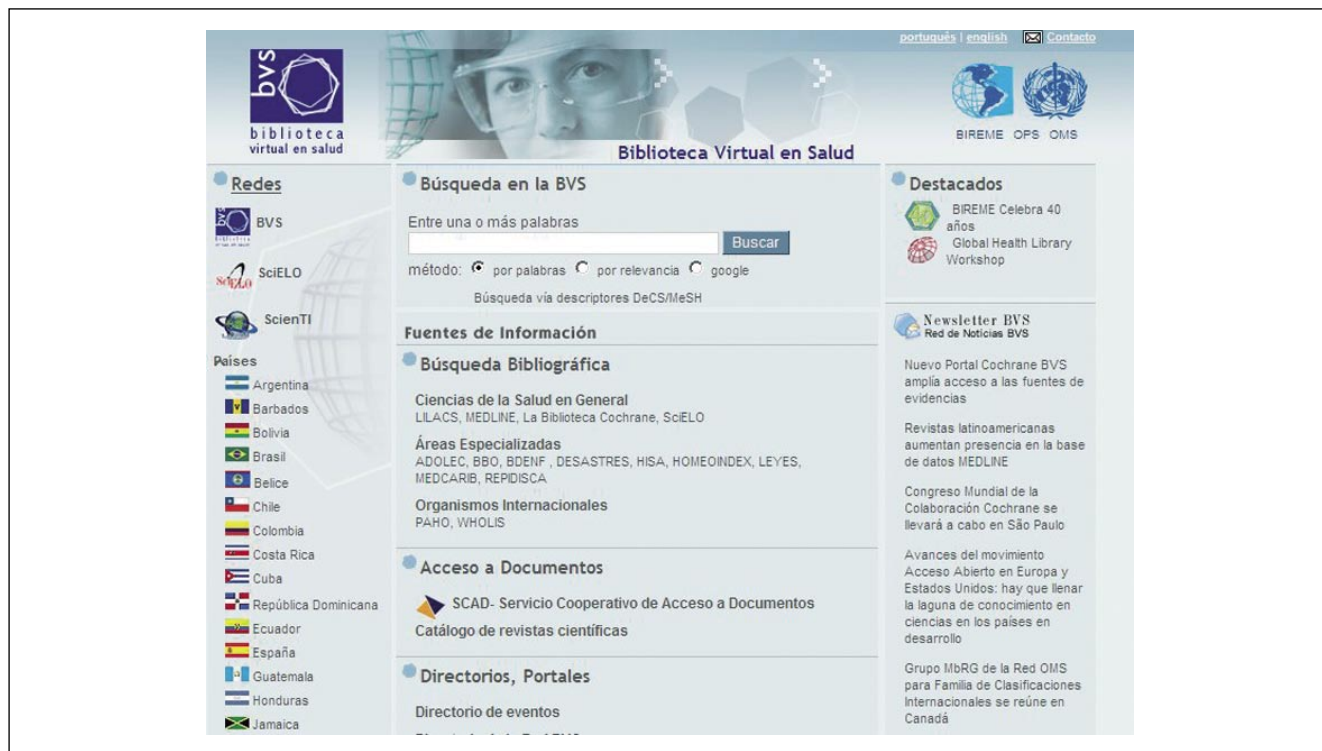 português | english Contacto
bvs
biblioteca
virtual en salud
Biblioteca Virtual en Salud
BIREME OPS OMS
Redes
BVS
SciELO
SciELO
ScienTI
Países
Argentina
Barbados
Bolivia
Brasil
Belice
Chile
Colombia
Costa Rica
Cuba
República Dominicana
Ecuador
España
Guatemala
Honduras
Jamaica
Búsqueda en la BVS
Entre una o más palabras
Buscar
método: por palabras por relevancia google
Búsqueda vía descriptores DeCS/MeSH
Fuentes de Información
Búsqueda Bibliográfica
Ciencias de la Salud en General
LILACS, MEDLINE, La Biblioteca Cochrane, SciELO
Áreas Especializadas
ADOLEC, BBO, BDENF , DESASTRES, HISA, HOMEOINDEX, LEYES,
MEDCARIB, REPIDISCA
Organismos Internacionales
PAHO, WHOLIS
Acceso a Documentos
SCAD- Servicio Cooperativo de Acceso a Documentos
Catálogo de revistas científicas
Directorios, Portales
Directorio de eventos
Destacados
BIREME Celebra 40
años
Global Health Library
Workshop
Newsletter BVS
Red de Noticias BVS
Nuevo Portal Cochrane BVS
amplía acceso a las fuentes de
evidencias
Revistas latinoamericanas
aumentan presencia en la base
de datos MEDLINE
Congreso Mundial de la
Colaboración Cochrane se
llevará a cabo en São Paulo
Avances del movimiento
Acceso Abierto en Europa y
Estados Unidos: hay que llenar
la laguna de conocimiento en
ciencias en los países en
desarrollo
Grupo MbRG de la Red OMS
para Familia de Clasificaciones
Internacionales se reúne en
Canadá